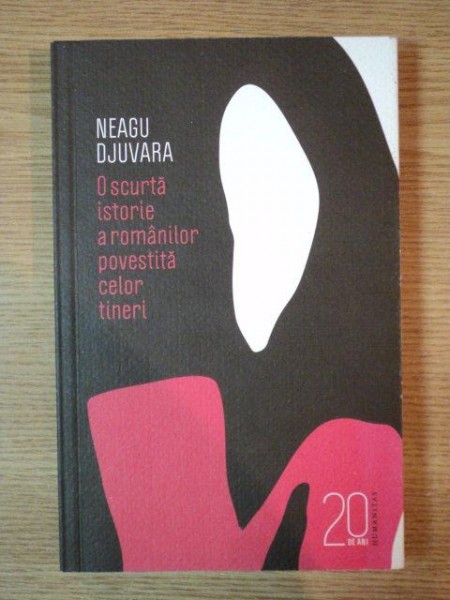 NEAGU
DJUVARA
O scurtă
istorie
a românilor
povestită
celor
tineri
20
DE ANI
HUMANITAS